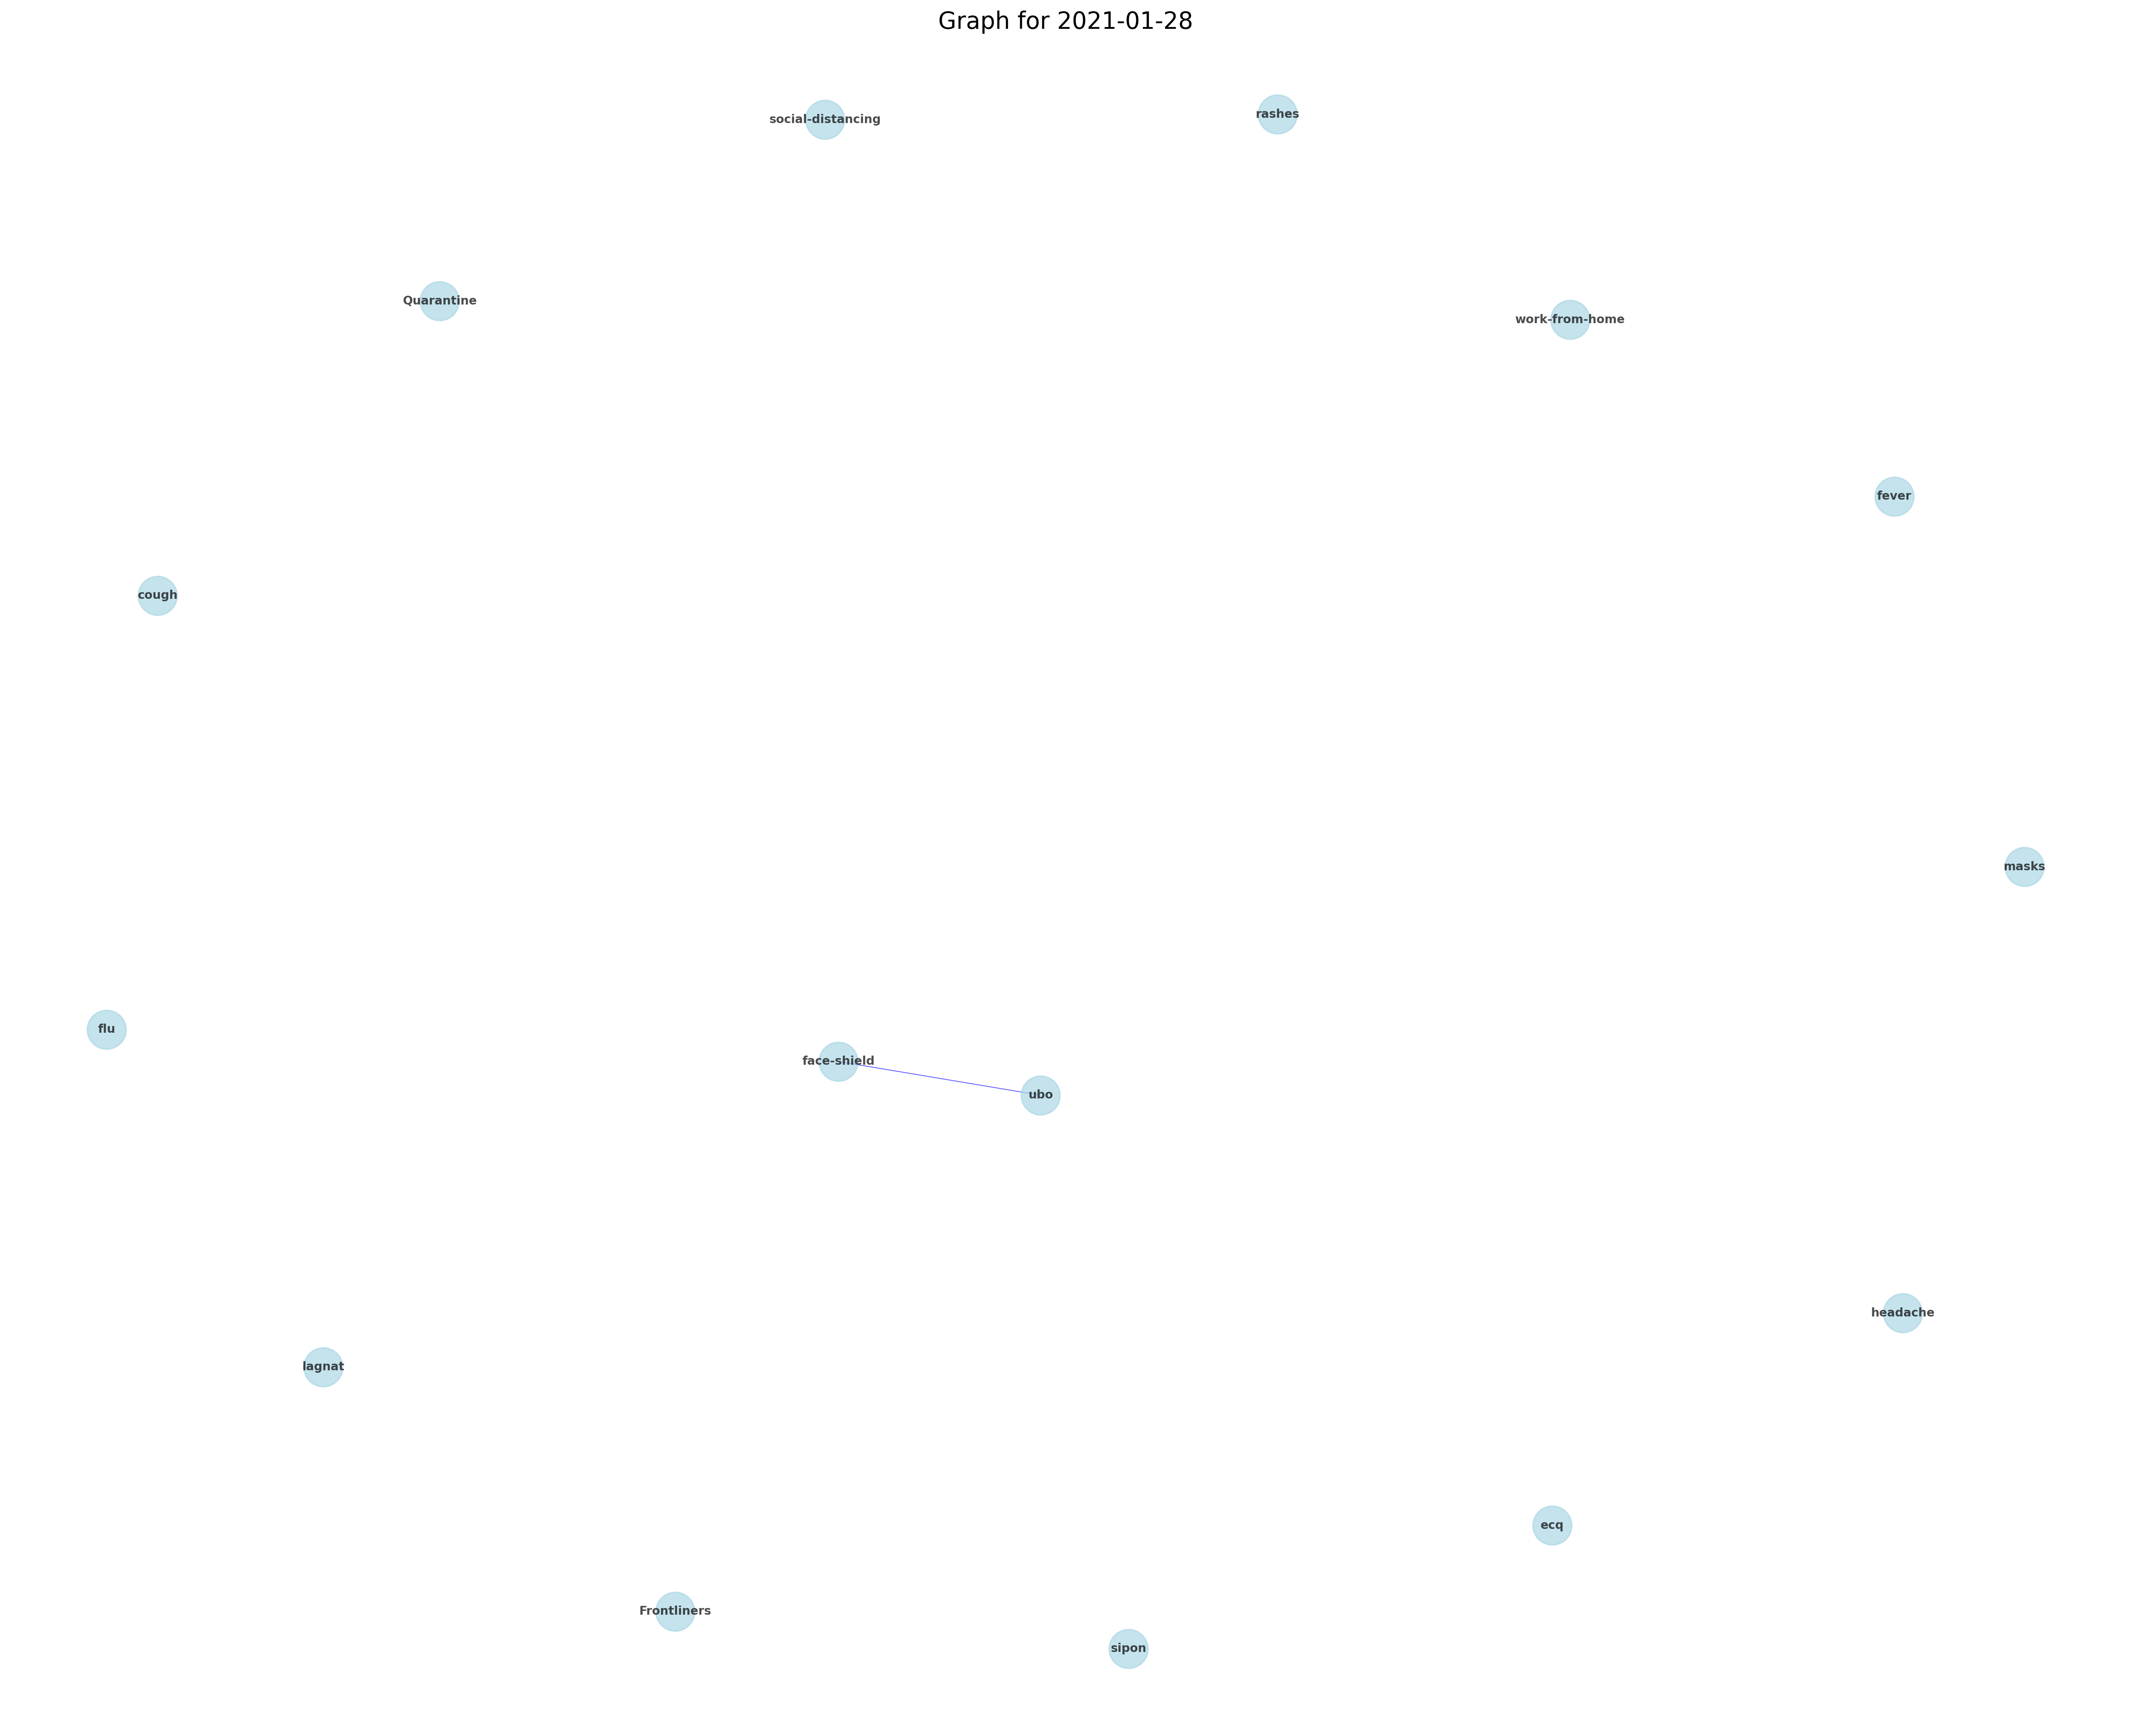 Graph for 2021-01-28
social-distancing
rashes
Quarantine
work-from-home
fever
cough
masks
flu
face-shield
ubo
headache
lagnat
ecq
Frontliners
sipon